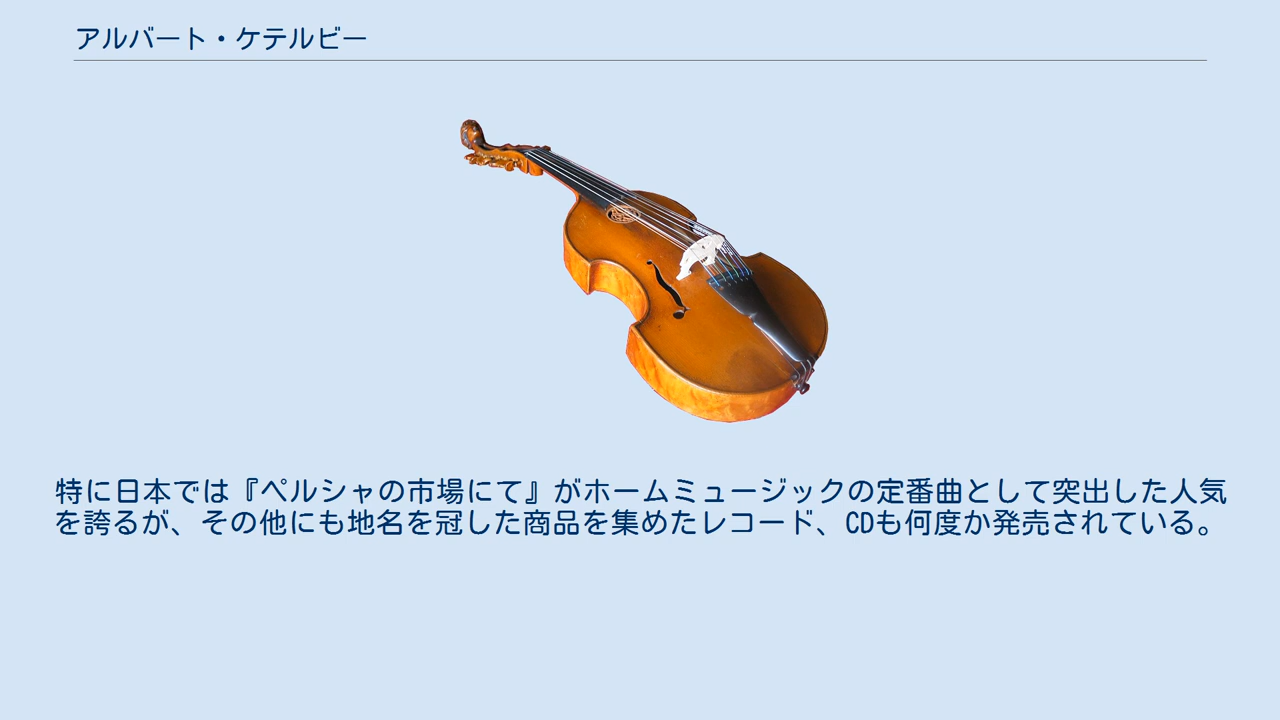 アルバート・ケテルビー
特に日本では『ペルシャの市場にて』がホームミュージックの定番曲として突出した人気
を誇るが、その他にも地名を冠した商品を集めたレコード、CDも何度か発売されている。